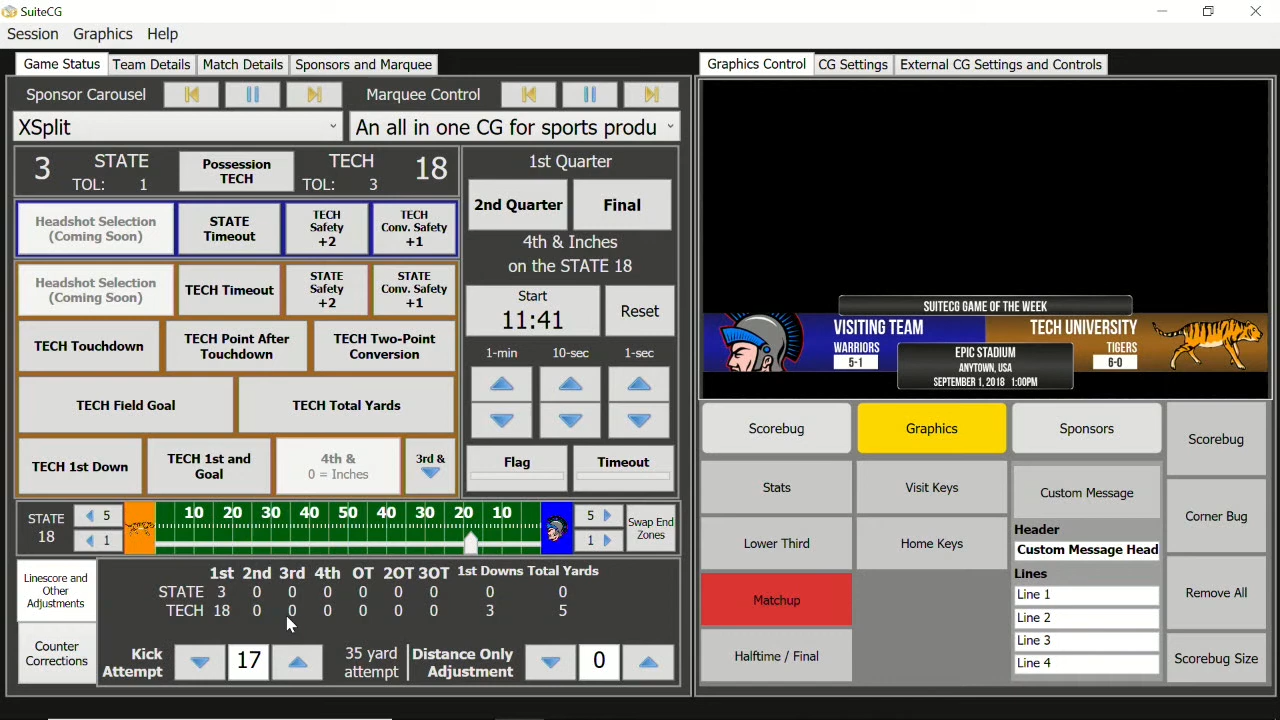 SuiteCG
Session Graphics Help
Game Status Team Details Match Details Sponsors and Marquee
Sponsor Carousel Marquee Control
XSplit An all in one CG for sports produ
3 STATE TOL: 1
Possession
TECH
TECH TOL: 3 18
Headshot Selection
(Coming Soon)
STATE
Timeout
TECH
Safety
+2
TECH
Conv. Safety
+1
Headshot Selection
(Coming Soon)
TECH Timeout
STATE
Safety
+2
STATE
Conv. Safety
+1
TECH Touchdown
TECH Point After
Touchdown
TECH Two-Point
Conversion
TECH Field Goal
TECH Total Yards
TECH 1st Down
TECH 1st and
Goal
4th &
0 = Inches
3rd &
1st Quarter
2nd Quarter Final
4th & Inches
on the STATE 18
Start
11:41
Reset
1-min 10-sec 1-sec
Flag Timeout
STATE
18
5
1
10 20 30 40 50 40 30 20 10
5
1
Swap End
Zones
Linescore and
Other
Adjustments
Counter
Corrections
1st 2nd 3rd 4th OT 2OT 3OT 1st Downs Total Yards
STATE 3 0 0 0 0 0 0 0 0
TECH 18 0 0 0 0 0 0 3 5
Kick
Attempt
17
35 yard
attempt
Distance Only
Adjustment
0
Graphics Control CG Settings External CG Settings and Controls
SUITECG GAME OF THE WEEK
VISITING TEAM
WARRIORS
5-1
EPIC STADIUM
ANYTOWN, USA
SEPTEMBER 1, 2018 1:00PM
TECH UNIVERSITY
TIGERS
6-0
Scorebug Graphics Sponsors
Scorebug
Stats Visit Keys Custom Message
Corner Bug
Header
Custom Message Head
Lower Third Home Keys
Lines
Line 1
Line 2
Line 3
Line 4
Matchup
Remove All
Halftime / Final
Scorebug Size